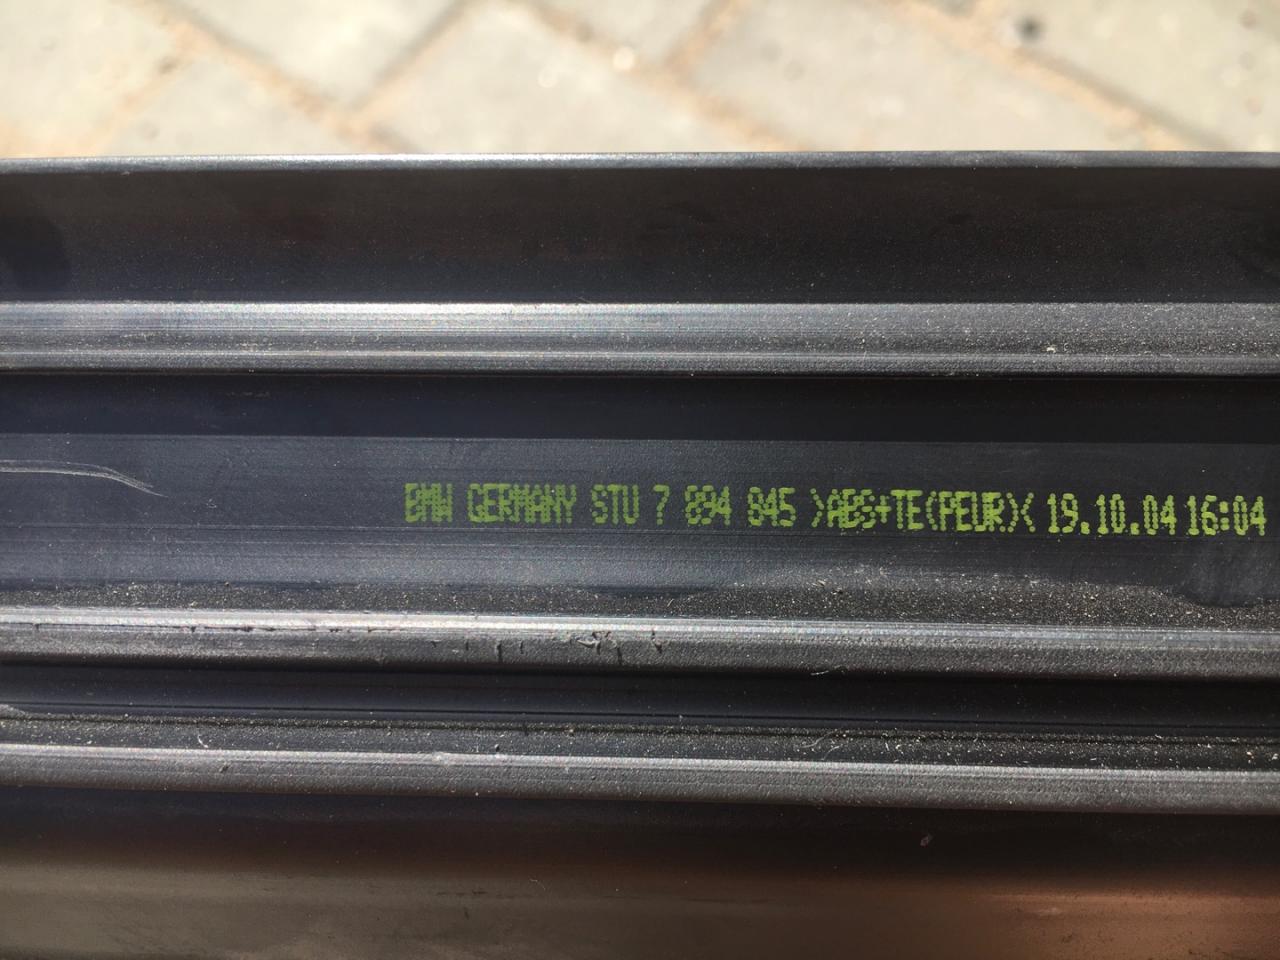 BMW GERMANY STU 7 894 845 >ABS+TE(PEUR)< 19.10.04 16:04